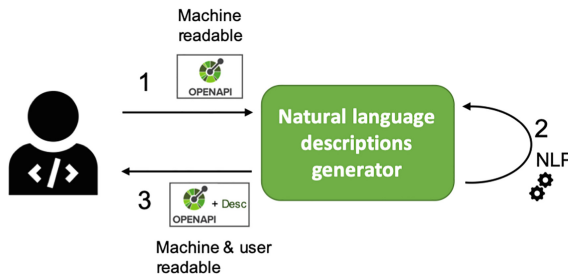 Machine
readable
1
OPENAPI
</>
Natural language
descriptions
generator
2
NLP
3
+ Desc
OPENAPI
Machine & user
readable